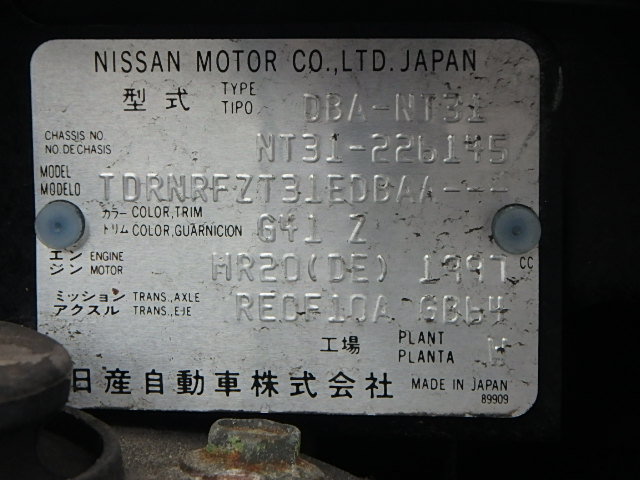 NISSAN MOTOR CO.,LTD. JAPAN
型式 TYPE TIPO DBA-NT31
CHASSIS NO. NO.DE CHASIS NT31-226145
MODEL MODELO TDRNRFZT31EDBAA---
カラー COLOR,TRIM トリム COLOR,GUARNICION G41 Z
エンジン ENGINE MOTOR MR20(DE) 1997 CC
ミッション TRANS.,AXLE アクスル TRANS.,EJE RE0F10A GB64
工場 PLANT PLANTA W
日産自動車株式会社 MADE IN JAPAN
89909